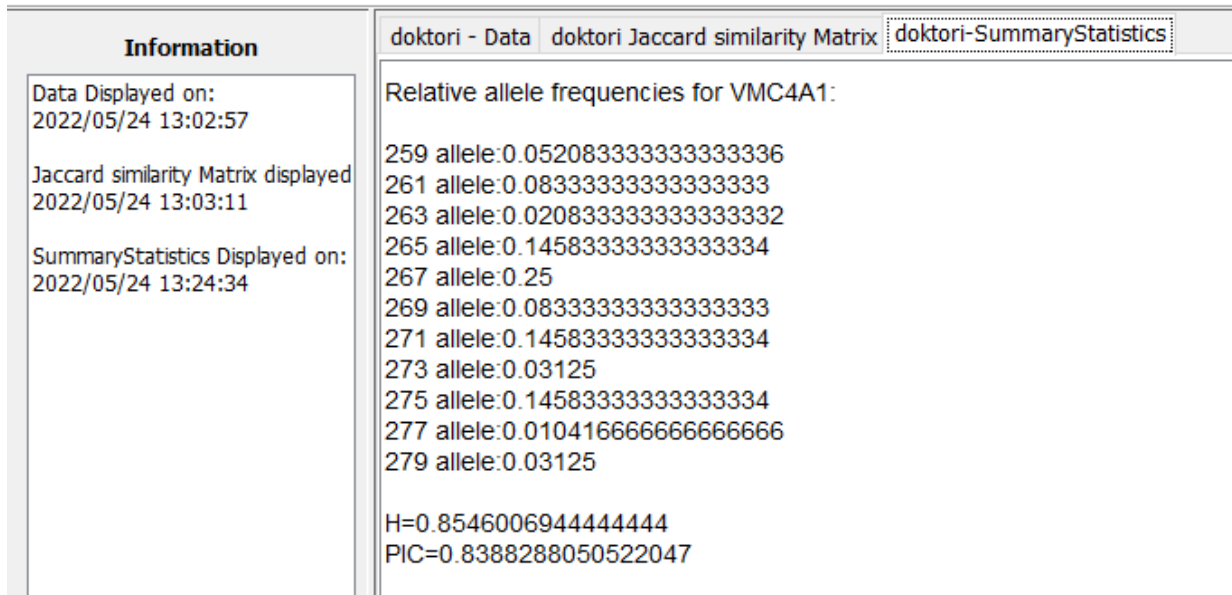 Information
Data Displayed on:
2022/05/24 13:02:57
Jaccard similarity Matrix displayed
2022/05/24 13:03:11
SummaryStatistics Displayed on:
2022/05/24 13:24:34
doktori - Data
doktori Jaccard similarity Matrix
doktori-SummaryStatistics
Relative allele frequencies for VMC4A1:
259 allele:0.052083333333333336
261 allele:0.08333333333333333
263 allele:0.020833333333333332
265 allele:0.14583333333333334
267 allele:0.25
269 allele:0.08333333333333333
271 allele:0.14583333333333334
273 allele:0.03125
275 allele:0.14583333333333334
277 allele:0.010416666666666666
279 allele:0.03125
H=0.8546006944444444
PIC=0.8388288050522047